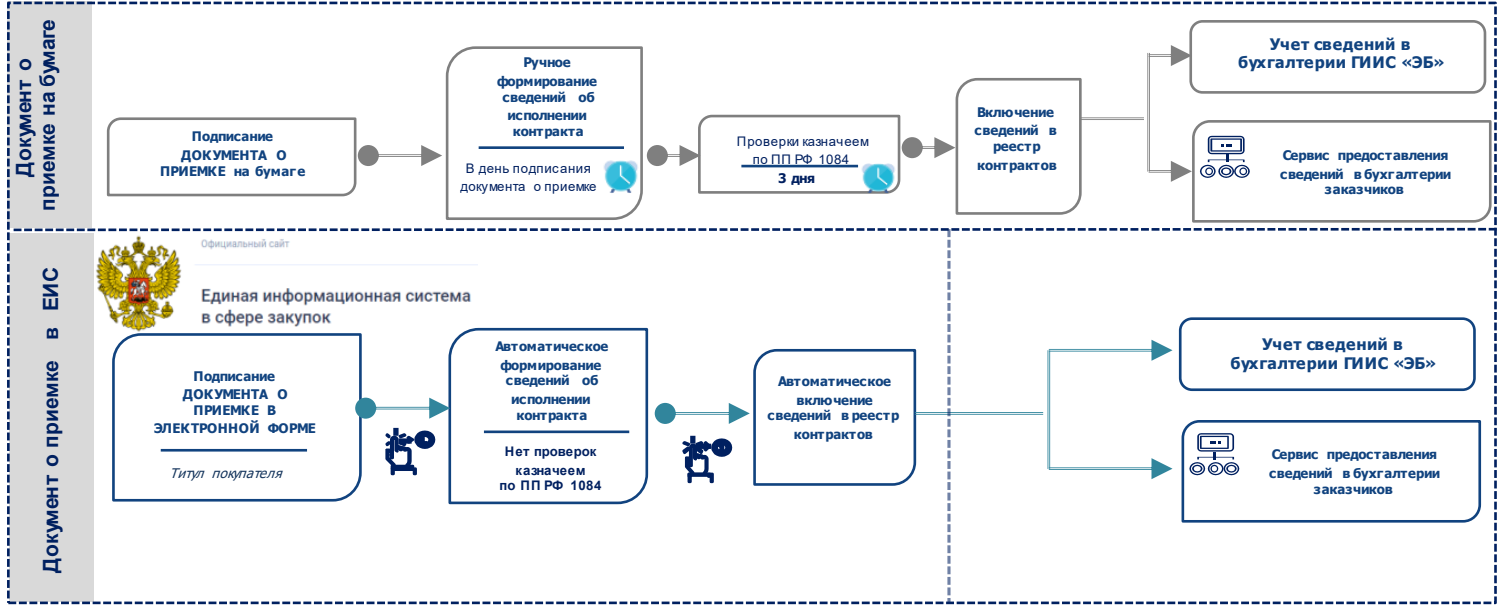 Документ о
приемке на бумаге
Подписание
ДОКУМЕНТА О
ПРИЕМКЕ на бумаге
Ручное
формирование
сведений об
исполнении
контракта
В день подписания
документа о приемке
Проверки казначеем
по ПП РФ 1084
3 дня
Включение
сведений в
реестр
контрактов
Учет сведений в
бухгалтерии ГИИС «ЭБ»
Сервис предоставления
сведений в бухгалтерии
заказчиков
Документ о приемке в ЕИС
Официальный сайт
Единая информационная система
в сфере закупок
Подписание
ДОКУМЕНТА О
ПРИЕМКЕ В
ЭЛЕКТРОННОЙ ФОРМЕ
Титул покупателя
Автоматическое
формирование
сведений об
исполнении
контракта
Нет проверок
казначеем
по ПП РФ 1084
Автоматическое
включение
сведений в реестр
контрактов
Учет сведений в
бухгалтерии ГИИС «ЭБ»
Сервис предоставления
сведений в бухгалтерии
заказчиков